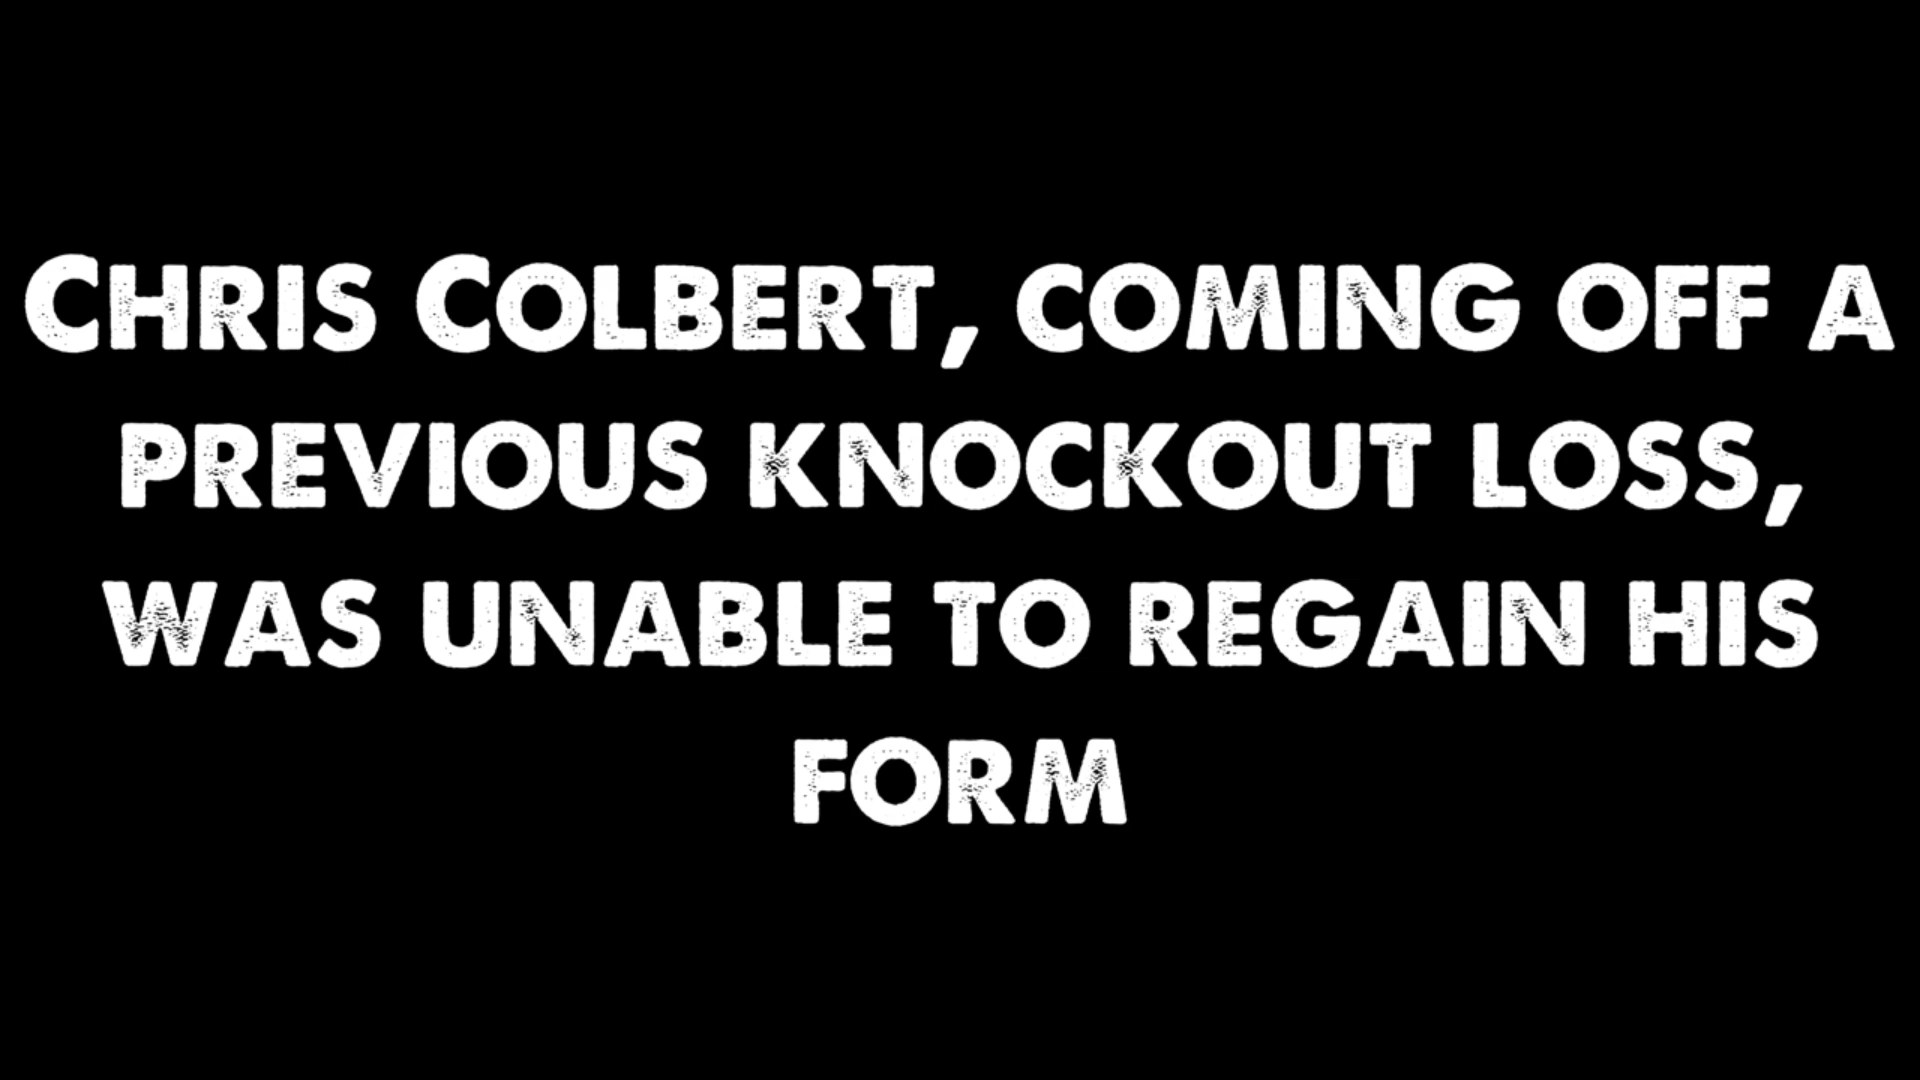 Chris Colbert, coming off a
previous knockout loss,
was unable to regain his
form